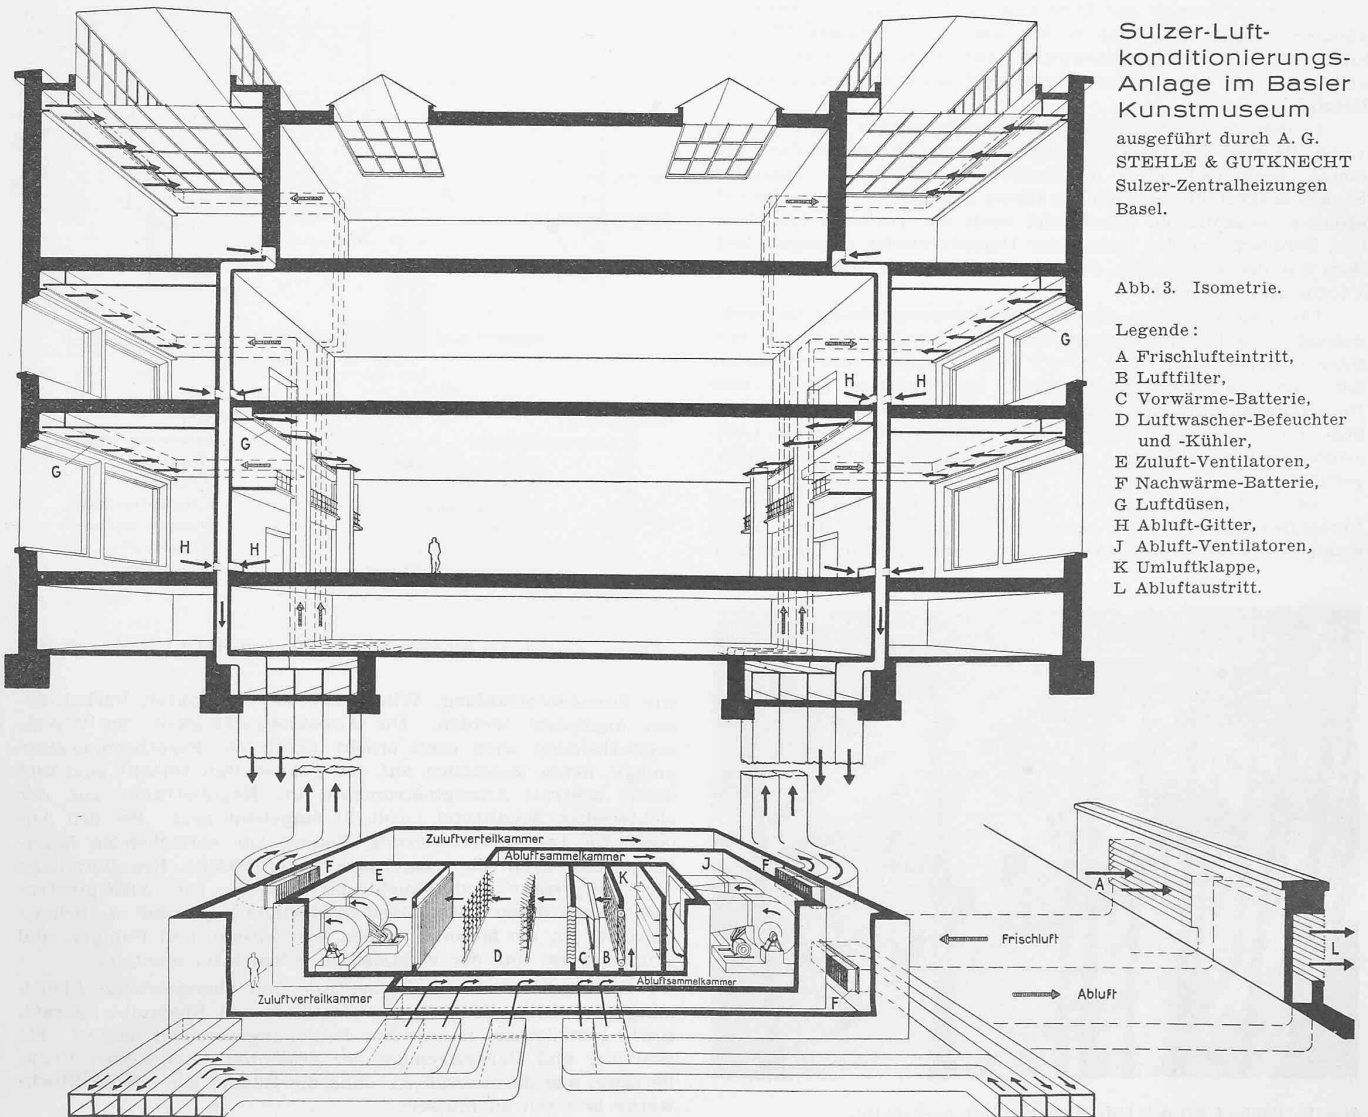 Sulzer-Luft-
konditionierungs-
Anlage im Basler
Kunstmuseum
ausgeführt durch A. G.
STEHLE & GUTKNECHT
Sulzer-Zentralheizungen
Basel.
Abb. 3. Isometrie.
Legende:
A Frischlufteintritt,
B Luftfilter,
C Vorwärme-Batterie,
D Luftwascher-Befeuchter
und -Kühler,
E Zuluft-Ventilatoren,
F Nachwärme-Batterie,
G Luftdüsen,
H Abluft-Gitter,
J Abluft-Ventilatoren,
K Umluftklappe,
L Abluftaustritt.
G
H H
G
G
H H
Zuluftverteilkammer
Abluftsammelkammer
F E K J F
A
L
D C B
Frischluft
Abluft
Zuluftverteilkammer
Abluftsammelkammer
F